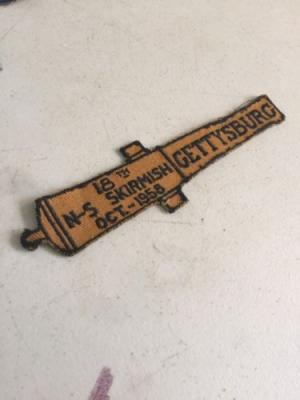 18TH
N-S SKIRMISH
OCT.-1958
GETTYSBURG